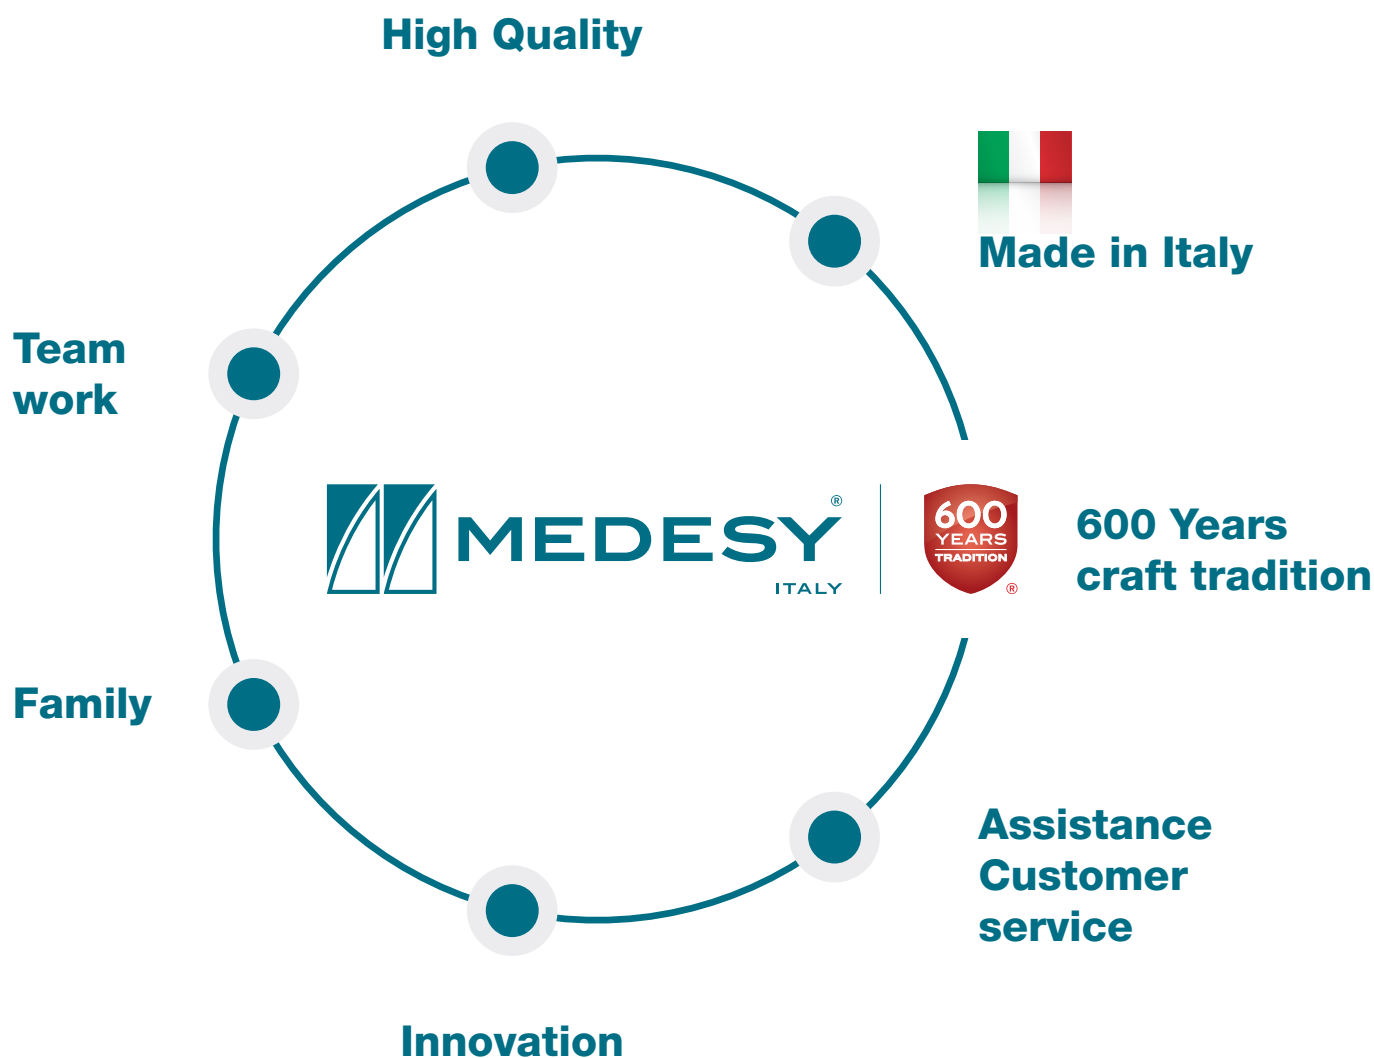 High Quality
Made in Italy
Team
work
MEDESY®
ITALY
600
YEARS
TRADITION
®
600 Years
craft tradition
Family
Assistance
Customer
service
Innovation